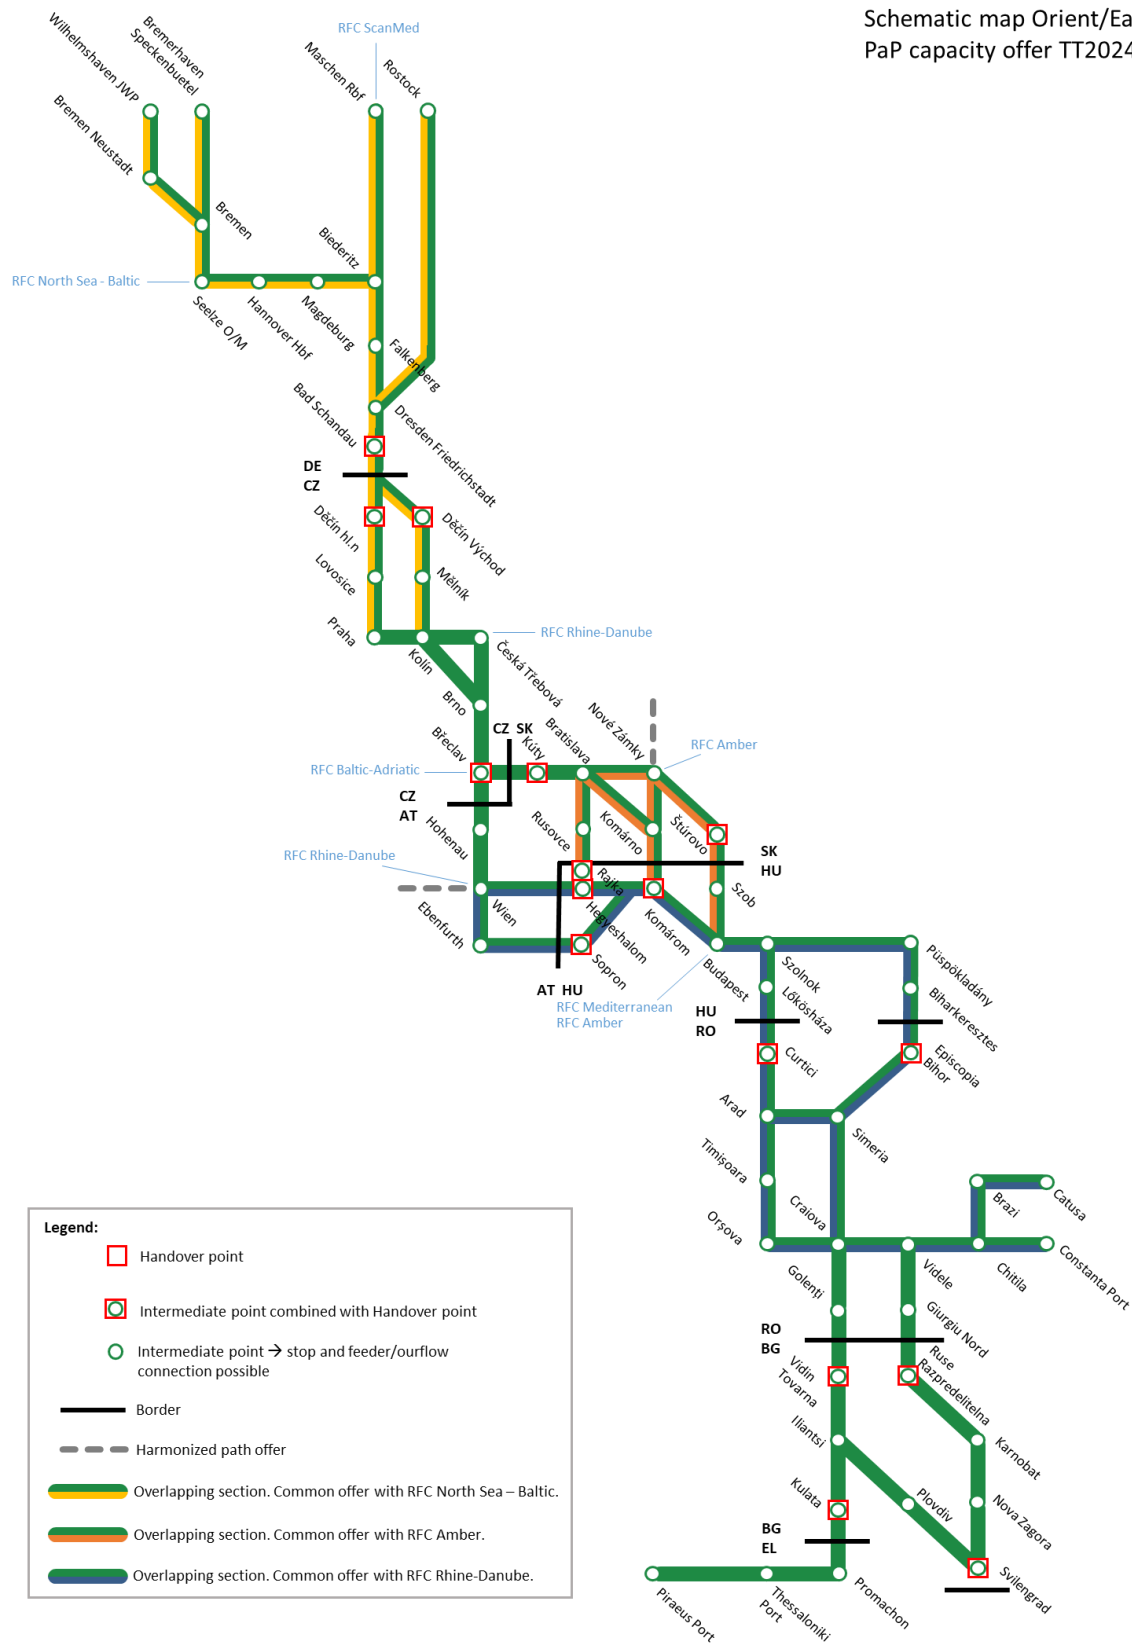 Schematic map Orient/Ea
PaP capacity offer TT2024
RFC ScanMed
Wilhelmshaven JWP
Bremerhaven
Speckenbuetel
Maschen Rbf
Rostock
Bremen Neustadt
Bremen
Biederitz
RFC North Sea - Baltic
Seelze O/M
Hannover Hbf
Magdeburg
Falkenberg
Bad Schandau
Dresden Friedrichstadt
DE
CZ
Děčín hl.n
Děčín Východ
Lovosice
Mělník
Praha
Kolín
RFC Rhine-Danube
Česká Třebová
Brno
Břeclav
CZ SK
Kúty
Bratislava
Nové Zámky
RFC Amber
RFC Baltic-Adriatic
CZ
AT
Hohenau
Rusovce
Komárno
Štúrovo
SK
HU
RFC Rhine-Danube
Rajka
Szob
Ebenfurth
Wien
Hegyeshalom
Komárom
Sopron
Budapest
AT HU
RFC Mediterranean
RFC Amber
Szolnok
Püspökladány
Lőkösháza
Biharkeresztes
HU
RO
Curtici
Episcopia
Bihor
Arad
Simeria
Timișoara
Craiova
Orșova
Brazi
Catusa
Golenți
Videle
Chitila
Constanta Port
Giurgiu Nord
RO
BG
Vidin
Tovarna
Ruse
Razpredelitelna
Iliantsi
Karnobat
Kulata
Plovdiv
Nova Zagora
BG
EL
Svilengrad
Piraeus Port
Thessaloniki
Port
Promachon
Legend:
Handover point
Intermediate point combined with Handover point
Intermediate point → stop and feeder/ourflow
connection possible
Border
Harmonized path offer
Overlapping section. Common offer with RFC North Sea – Baltic.
Overlapping section. Common offer with RFC Amber.
Overlapping section. Common offer with RFC Rhine-Danube.